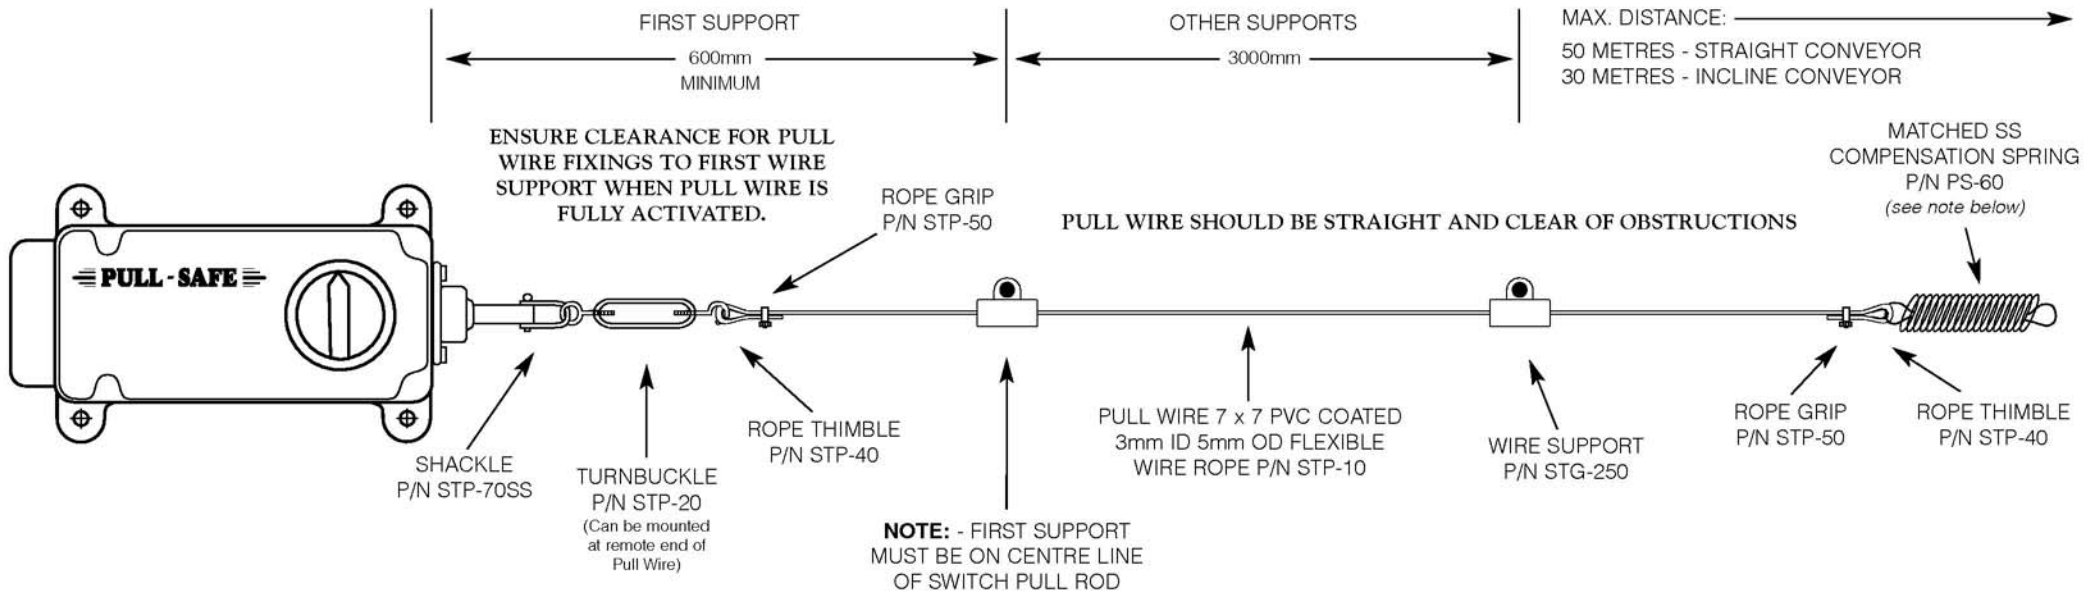 FIRST SUPPORT
600mm
MINIMUM
OTHER SUPPORTS
3000mm
MAX. DISTANCE:
50 METRES - STRAIGHT CONVEYOR
30 METRES - INCLINE CONVEYOR
ENSURE CLEARANCE FOR PULL
WIRE FIXINGS TO FIRST WIRE
SUPPORT WHEN PULL WIRE IS
FULLY ACTIVATED.
ROPE GRIP
P/N STP-50
PULL WIRE SHOULD BE STRAIGHT AND CLEAR OF OBSTRUCTIONS
MATCHED SS
COMPENSATION SPRING
P/N PS-60
(see note below)
PULL - SAFE
SHACKLE
P/N STP-70SS
TURNBUCKLE
P/N STP-20
(Can be mounted
at remote end of
Pull Wire)
ROPE THIMBLE
P/N STP-40
NOTE: - FIRST SUPPORT
MUST BE ON CENTRE LINE
OF SWITCH PULL ROD
PULL WIRE 7 x 7 PVC COATED
3mm ID 5mm OD FLEXIBLE
WIRE ROPE P/N STP-10
WIRE SUPPORT
P/N STG-250
ROPE GRIP
P/N STP-50
ROPE THIMBLE
P/N STP-40